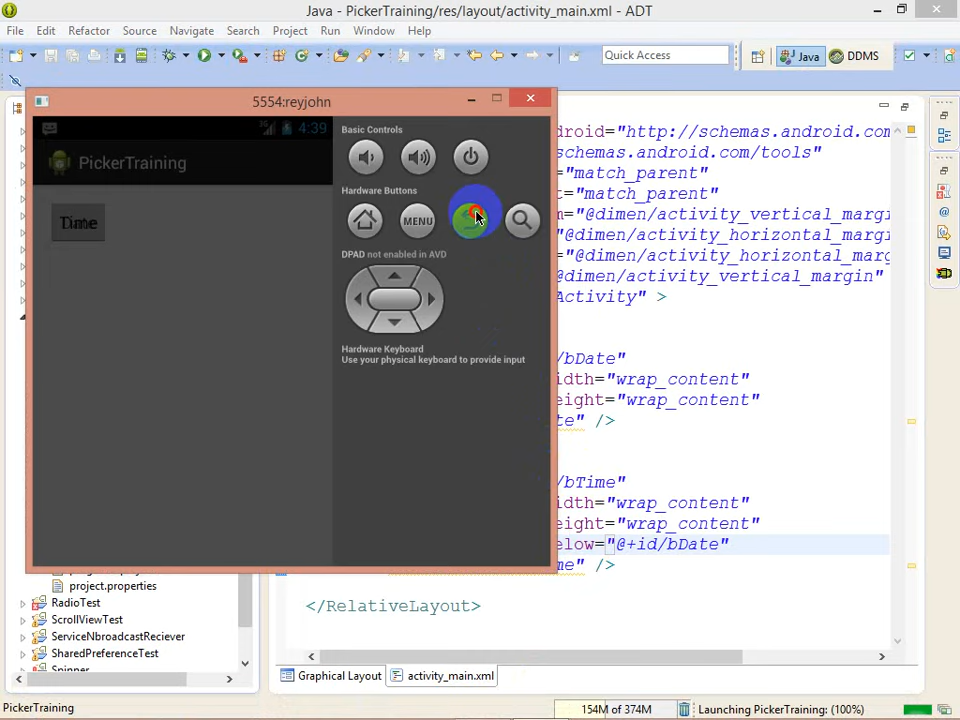 Java - PickerTraining/res/layout/activity_main.xml - ADT
File Edit Refactor Source Navigate Search Project Run Window Help
Quick Access
Java
DDMS
5554:reyjohn
4:39
PickerTraining
Time
Basic Controls
Hardware Buttons
MENU
DPAD not enabled in AVD
Hardware Keyboard
Use your physical keyboard to provide input
droid="http://schemas.android.com
schemas.android.com/tools"
="match_parent"
t="match_parent"
m="@dimen/activity_vertical_margin
"@dimen/activity_horizontal_margin
="@dimen/activity_horizontal_marg
@dimen/activity_vertical_margin"
Activity" >
/bDate"
idth="wrap_content"
eight="wrap_content"
te" />
/bTime"
idth="wrap_content"
eight="wrap_content"
elow="@+id/bDate"
me" />
</RelativeLayout>
project.properties
RadioTest
ScrollViewTest
ServiceNbroadcastReciever
SharedPreferenceTest
Spinner
Graphical Layout
activity_main.xml
PickerTraining
154M of 374M
Launching PickerTraining: (100%)